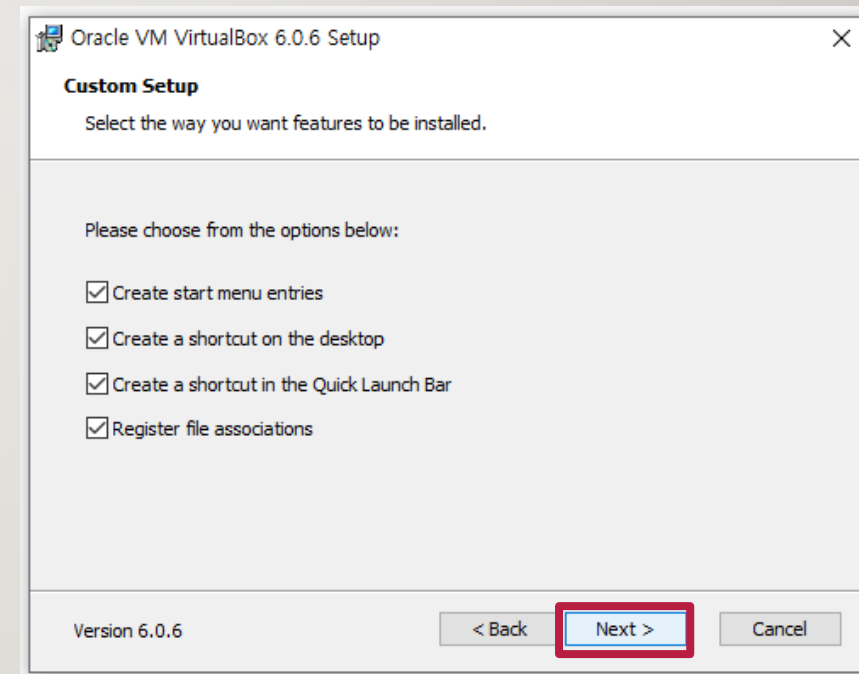 Oracle VM VirtualBox 6.0.6 Setup
Custom Setup
Select the way you want features to be installed.
Please choose from the options below:
Create start menu entries
Create a shortcut on the desktop
Create a shortcut in the Quick Launch Bar
Register file associations
Version 6.0.6
< Back
Next >
Cancel